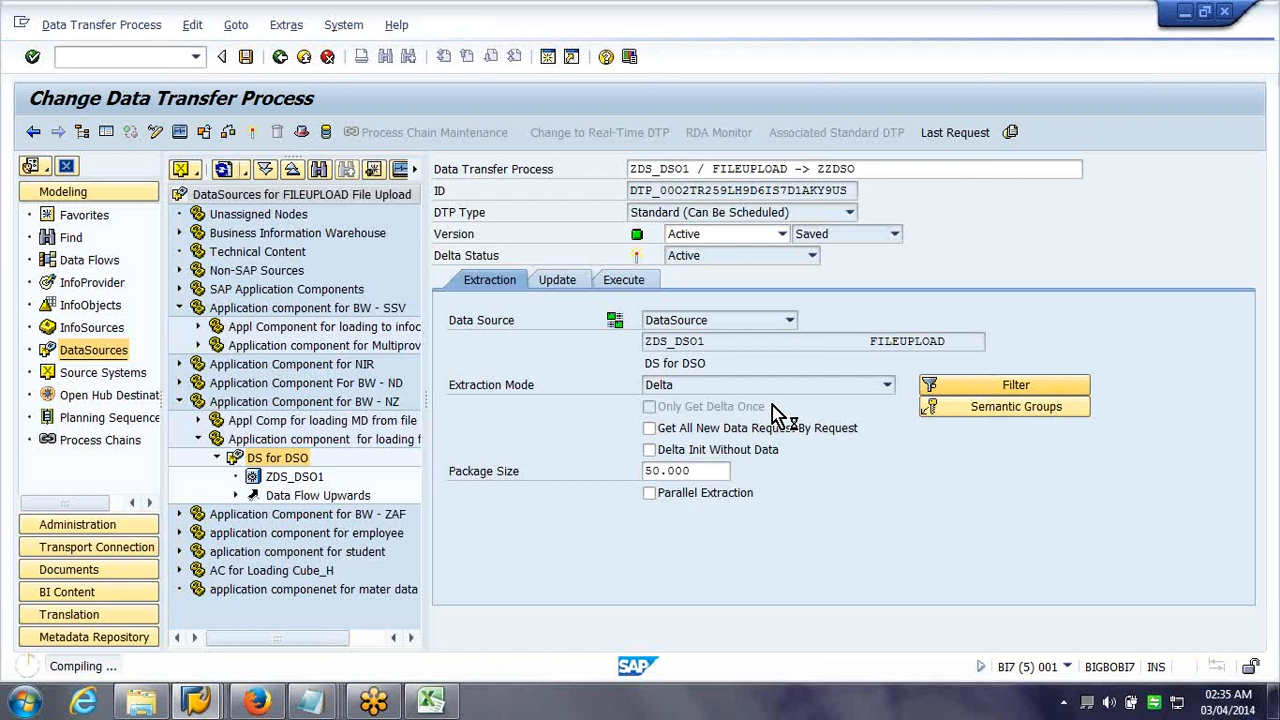 Data Transfer Process Edit Goto Extras System Help
Change Data Transfer Process
Process Chain Maintenance Change to Real-Time DTP RDA Monitor Associated Standard DTP Last Request
Modeling
Favorites
Find
Data Flows
InfoProvider
InfoObjects
InfoSources
DataSources
Source Systems
Open Hub Destinat
Planning Sequence
Process Chains
Administration
Transport Connection
Documents
BI Content
Translation
Metadata Repository
DataSources for FILEUPLOAD File Upload
Unassigned Nodes
Business Information Warehouse
Technical Content
Non-SAP Sources
SAP Application Components
Application component for BW - SSV
Appl Component for loading to infoc
Appl component for Multiprov
Application Component for NIR
Application Component For BW - ND
Application Component for BW - NZ
Appl Comp for loading MD from file
Application component for loading f
DS for DSO
ZDS_DSO1
Data Flow Upwards
Application Component for BW - ZAF
application component for employee
aplication component for student
AC for Loading Cube_H
application componenet for mater data
Data Transfer Process ZDS_DSO1 / FILEUPLOAD -> ZZDSO
ID DTP_00O2TR259LH9D6IS7D1AKY9US
DTP Type Standard (Can Be Scheduled)
Version Active Saved
Delta Status Active
Extraction Update Execute
Data Source DataSource
ZDS_DSO1 FILEUPLOAD
DS for DSO
Extraction Mode Delta Filter
Only Get Delta Once Semantic Groups
Get All New Data Request By Request
Delta Init Without Data
Package Size 50.000
Parallel Extraction
Compiling ... SAP BI7 (5) 001 BIGBOBI7 INS
02:35 AM
03/04/2014